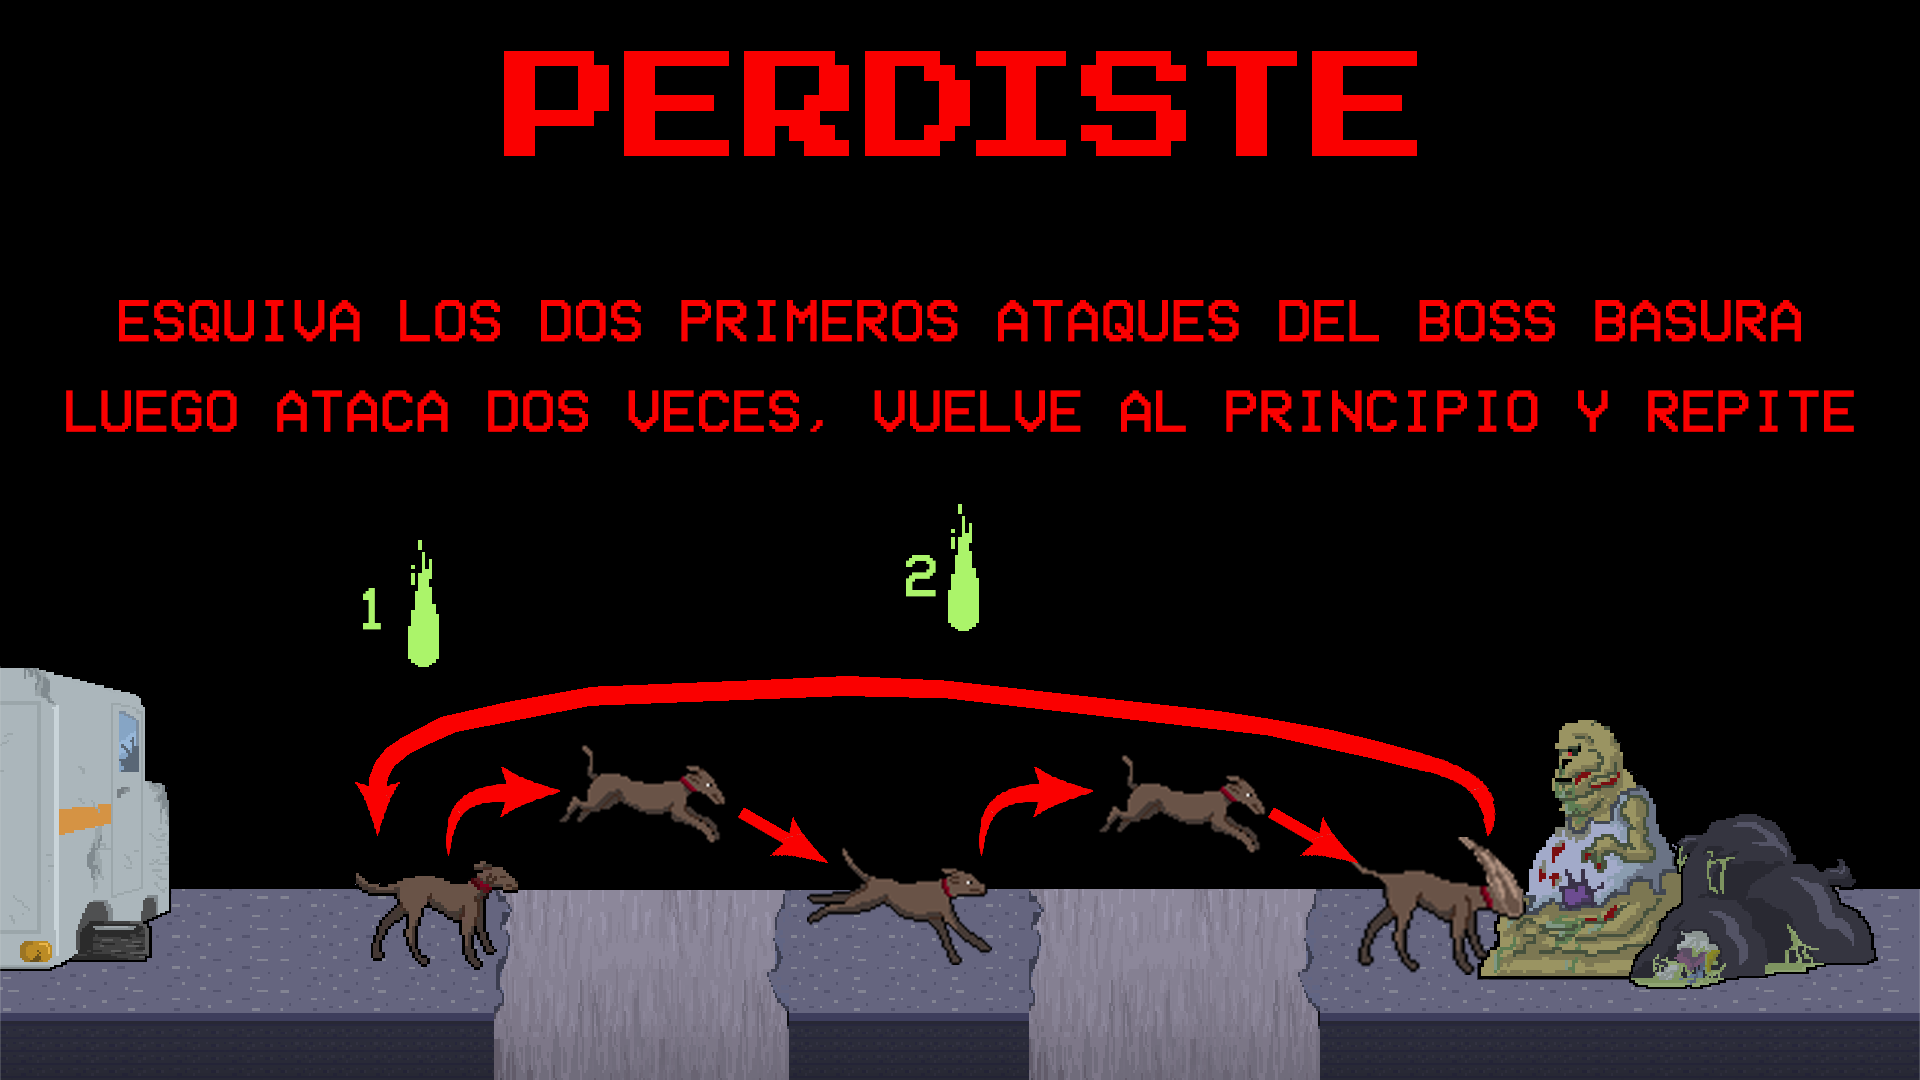 PERDISTE
ESQUIVA LOS DOS PRIMEROS ATAQUES DEL BOSS BASURA
LUEGO ATACA DOS VECES, VUELVE AL PRINCIPIO Y REPITE
1
2